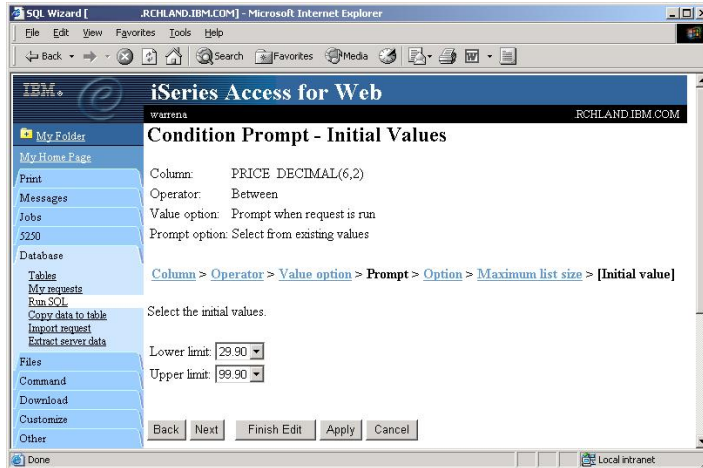 SQL Wizard [ .RCHLAND.IBM.COM] - Microsoft Internet Explorer
File Edit View Favorites Tools Help
Back Search Favorites Media
IBM.
iSeries Access for Web
warrena .RCHLAND.IBM.COM
My Folder
My Home Page
Print
Messages
Jobs
5250
Database
Tables
My requests
Run SQL
Copy data to table
Import request
Extract server data
Files
Command
Download
Customize
Other
Condition Prompt - Initial Values
Column: PRICE DECIMAL(6,2)
Operator: Between
Value option: Prompt when request is run
Prompt option: Select from existing values
Column > Operator > Value option > Prompt > Option > Maximum list size > [Initial value]
Select the initial values.
Lower limit: 29.90
Upper limit: 99.90
Back Next Finish Edit Apply Cancel
Done Local intranet